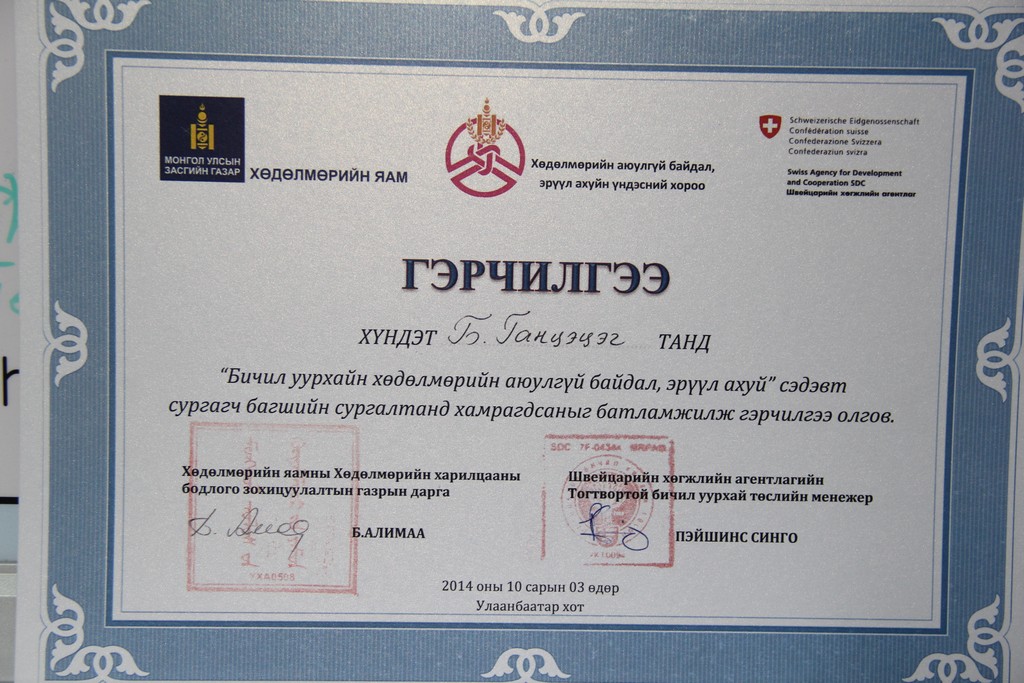 МОНГОЛ УЛСЫН
ЗАСГИЙН ГАЗАР
ХӨДӨЛМӨРИЙН ЯАМ
Хөдөлмөрийн аюулгүй байдал,
эрүүл ахуйн үндэсний хороо
Schweizerische Eidgenossenschaft
Confédération suisse
Confederazione Svizzera
Confederaziun svizra
Swiss Agency for Development
and Cooperation SDC
Швейцарийн хөгжлийн агентлаг
ГЭРЧИЛГЭЭ
ХҮНДЭТ Б. Ганцэцэг ТАНД
“Бичил уурхайн хөдөлмөрийн аюулгүй байдал, эрүүл ахуй” сэдэвт
сургагч багшийн сургалтанд хамрагдсаныг батламжилж гэрчилгээ олгов.
Хөдөлмөрийн яамны Хөдөлмөрийн харилцааны
бодлого зохицуулалтын газрын дарга
Б.АЛИМАА
Швейцарийн хөгжлийн агентлагийн
Тогтвортой бичил уурхай төслийн менежер
ПЭЙШИНС СИНГО
SDC 7F-0434
2014 оны 10 сарын 03 өдөр
Улаанбаатар хот